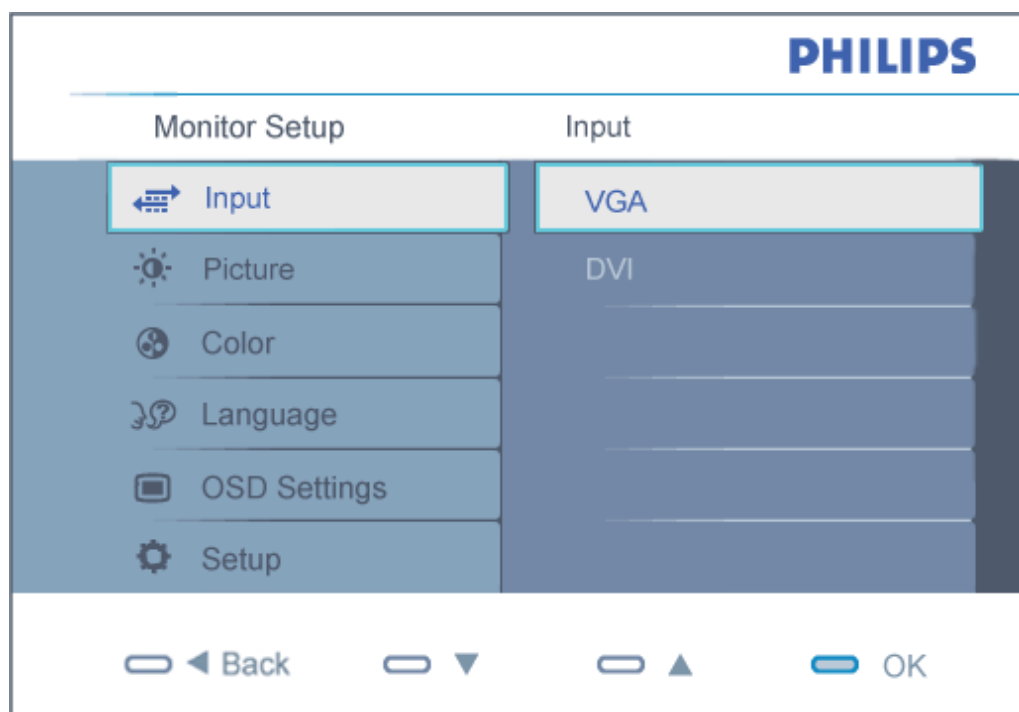 PHILIPS
Monitor Setup
Input
Input
VGA
Picture
DVI
Color
Language
OSD Settings
Setup
Back
OK